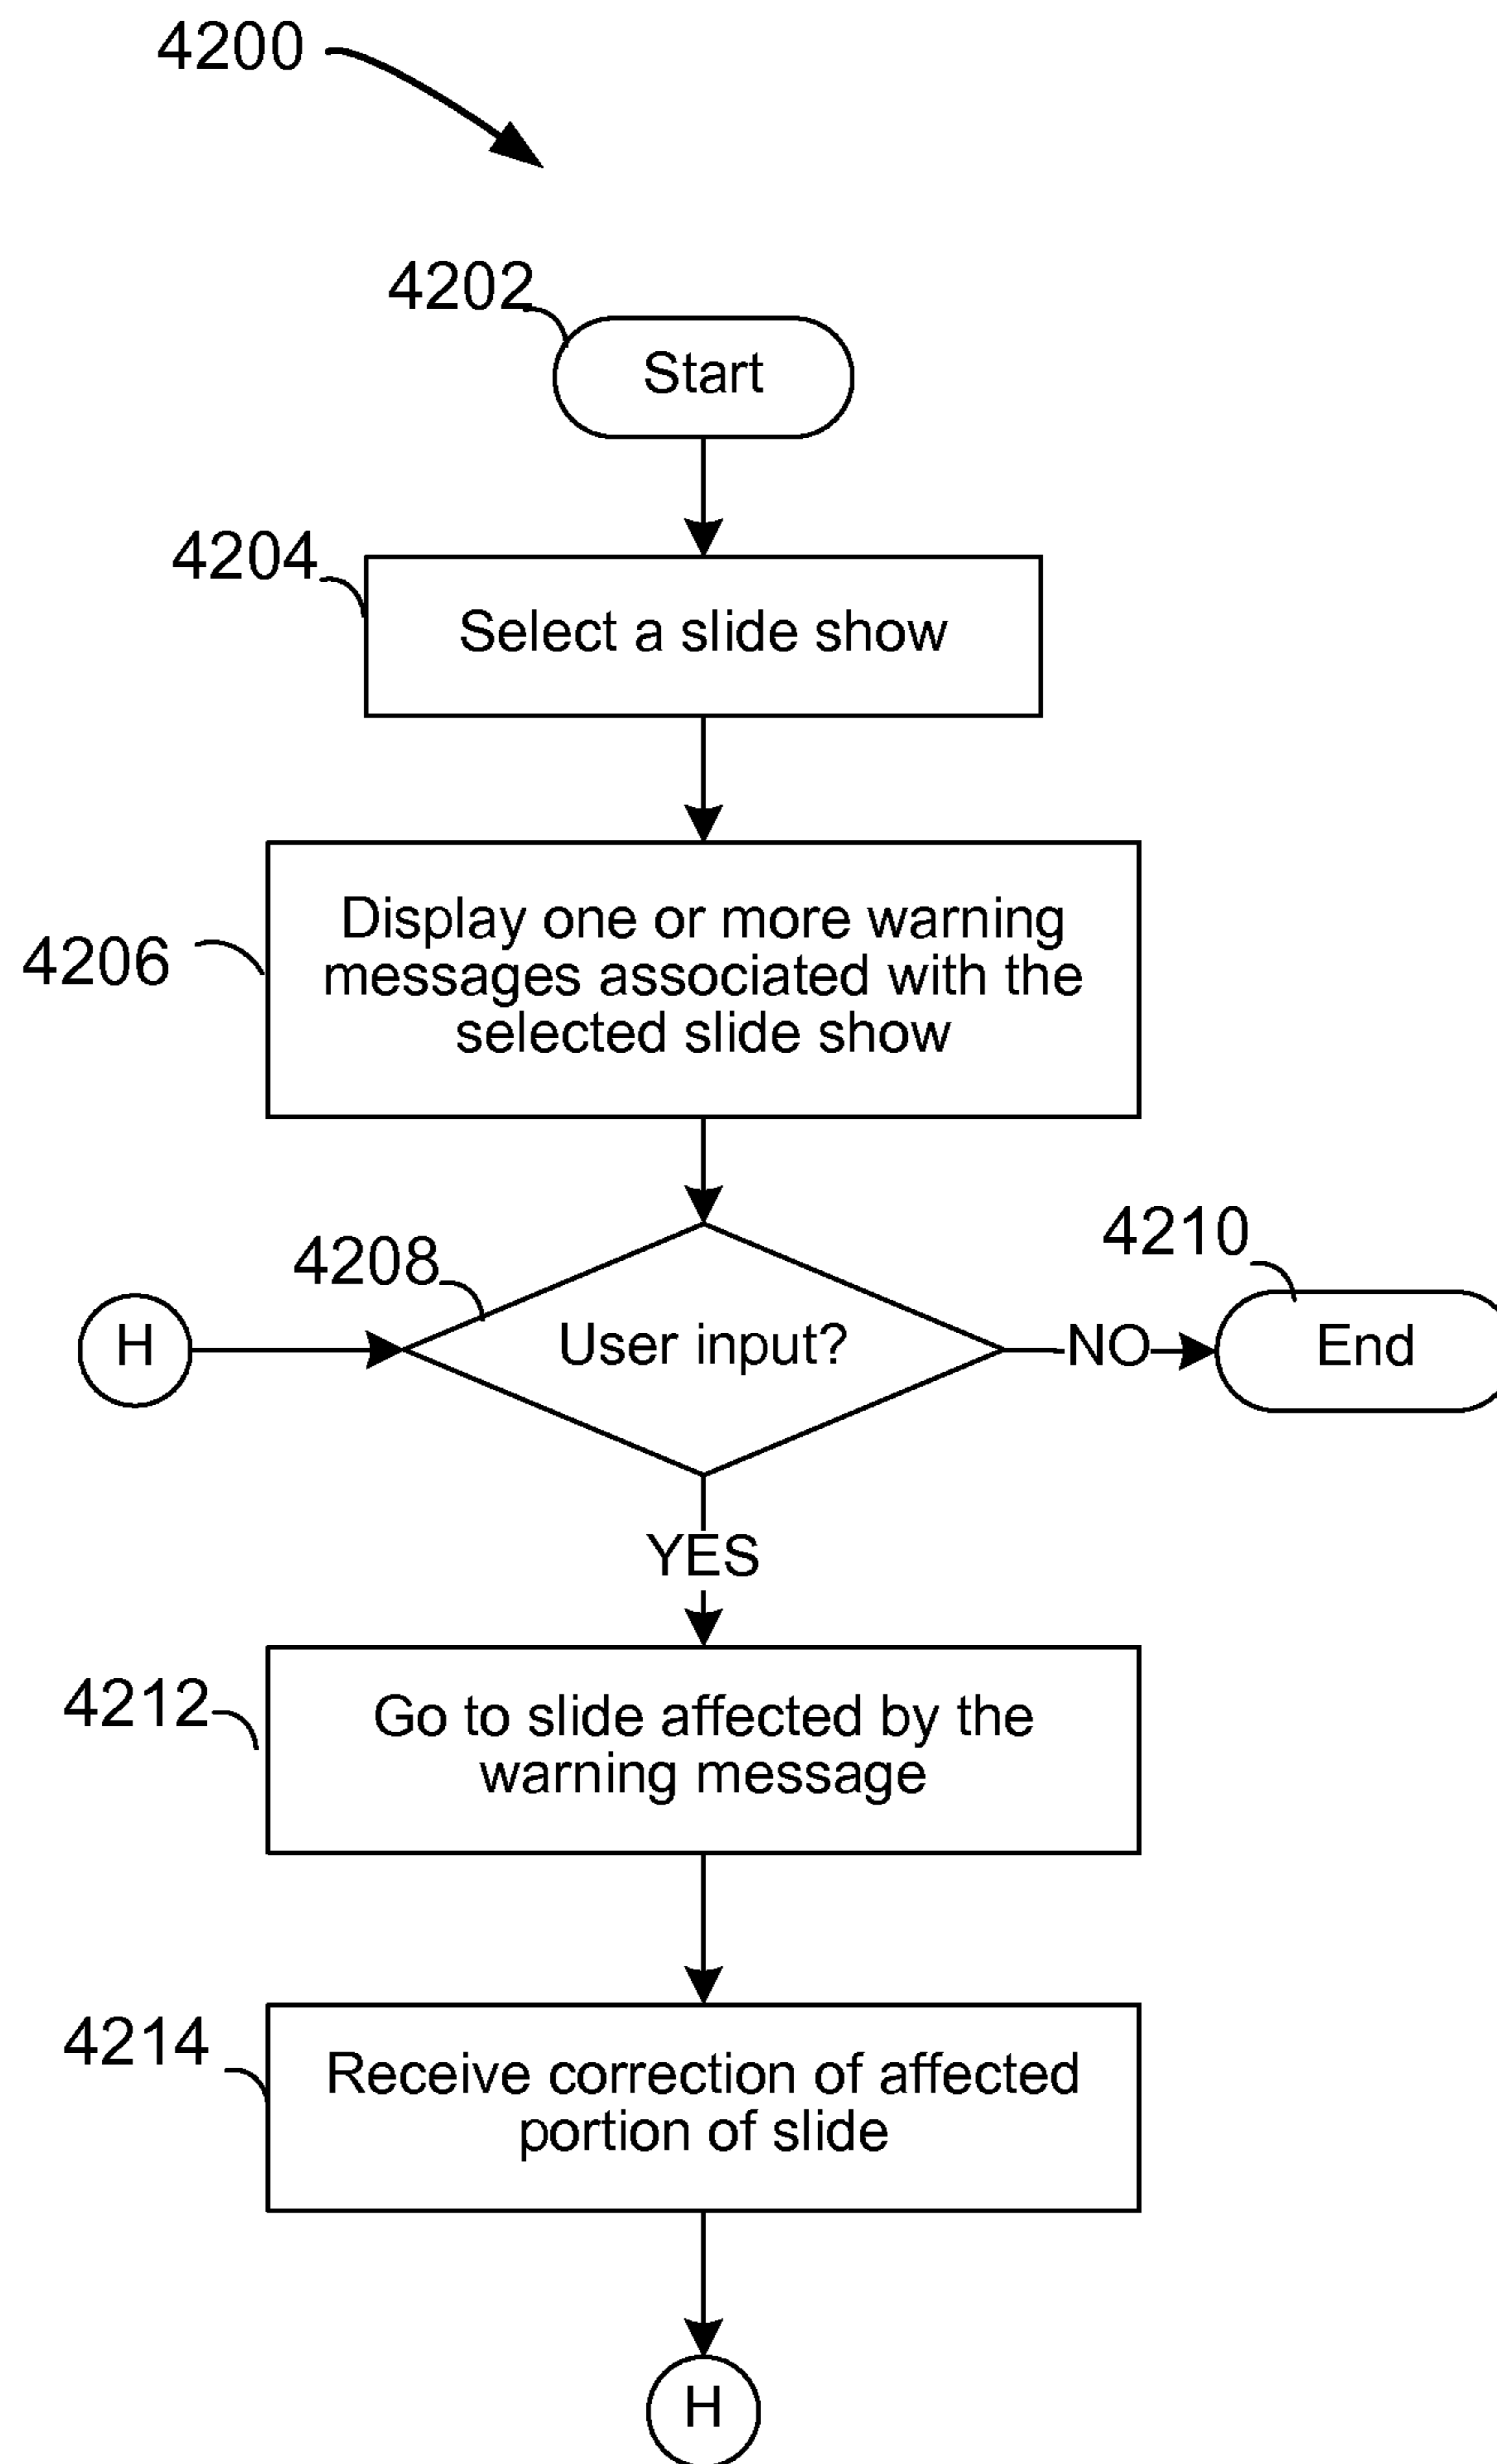 4200
4202
Start
4204
Select a slide show
4206
Display one or more warning
messages associated with the
selected slide show
4208
4210
H
User input?
NO
End
YES
4212
Go to slide affected by the
warning message
4214
Receive correction of affected
portion of slide
H